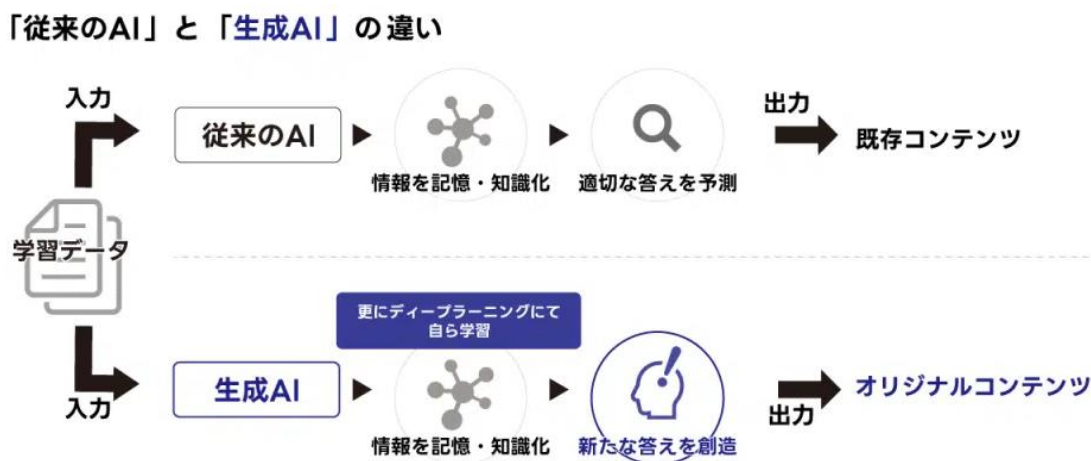 「従来のAI」と「生成AI」の違い
入力
従来のAI
情報を記憶・知識化
適切な答えを予測
出力
既存コンテンツ
学習データ
更にディープラーニングにて
自ら学習
入力
生成AI
情報を記憶・知識化
新たな答えを創造
出力
オリジナルコンテンツ